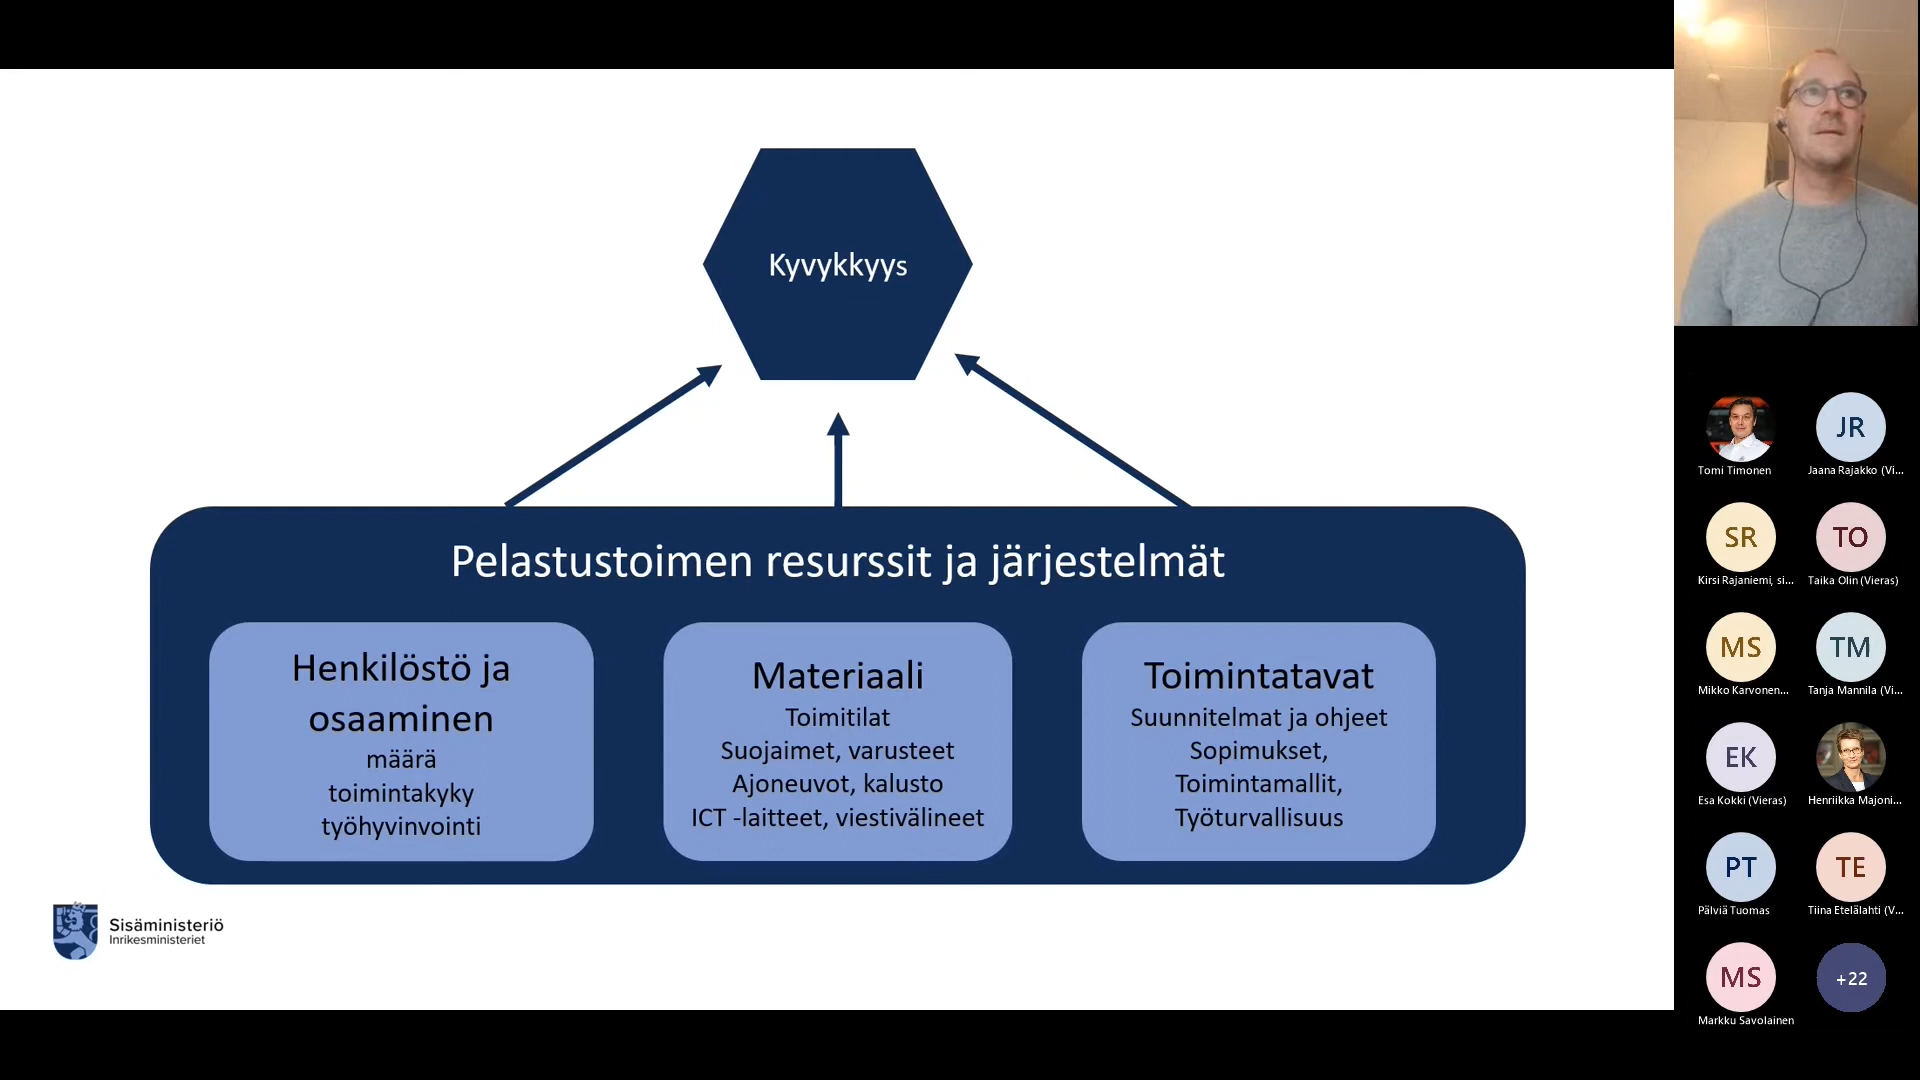 Kyvykkyys
Pelastustoimen resurssit ja järjestelmät
Henkilöstö ja
osaaminen
määrä
toimintakyky
työhyvinvointi
Materiaali
Toimitilat
Suojaimet, varusteet
Ajoneuvot, kalusto
ICT -laitteet, viestivälineet
Toimintatavat
Suunnitelmat ja ohjeet
Sopimukset,
Toimintamallit,
Työturvallisuus
Sisäministeriö
Inrikesministeriet
Tomi Timonen
JR
Jaana Rajakko (Vi...
SR
Kirsi Rajaniemi, si...
TO
Taika Olin (Vieras)
MS
Mikko Karvonen...
TM
Tanja Mannila (Vi...
EK
Esa Kokki (Vieras)
Henriikka Majoni...
PT
Pälviä Tuomas
TE
Tiina Etelälahti (V...
MS
Markku Savolainen
+22